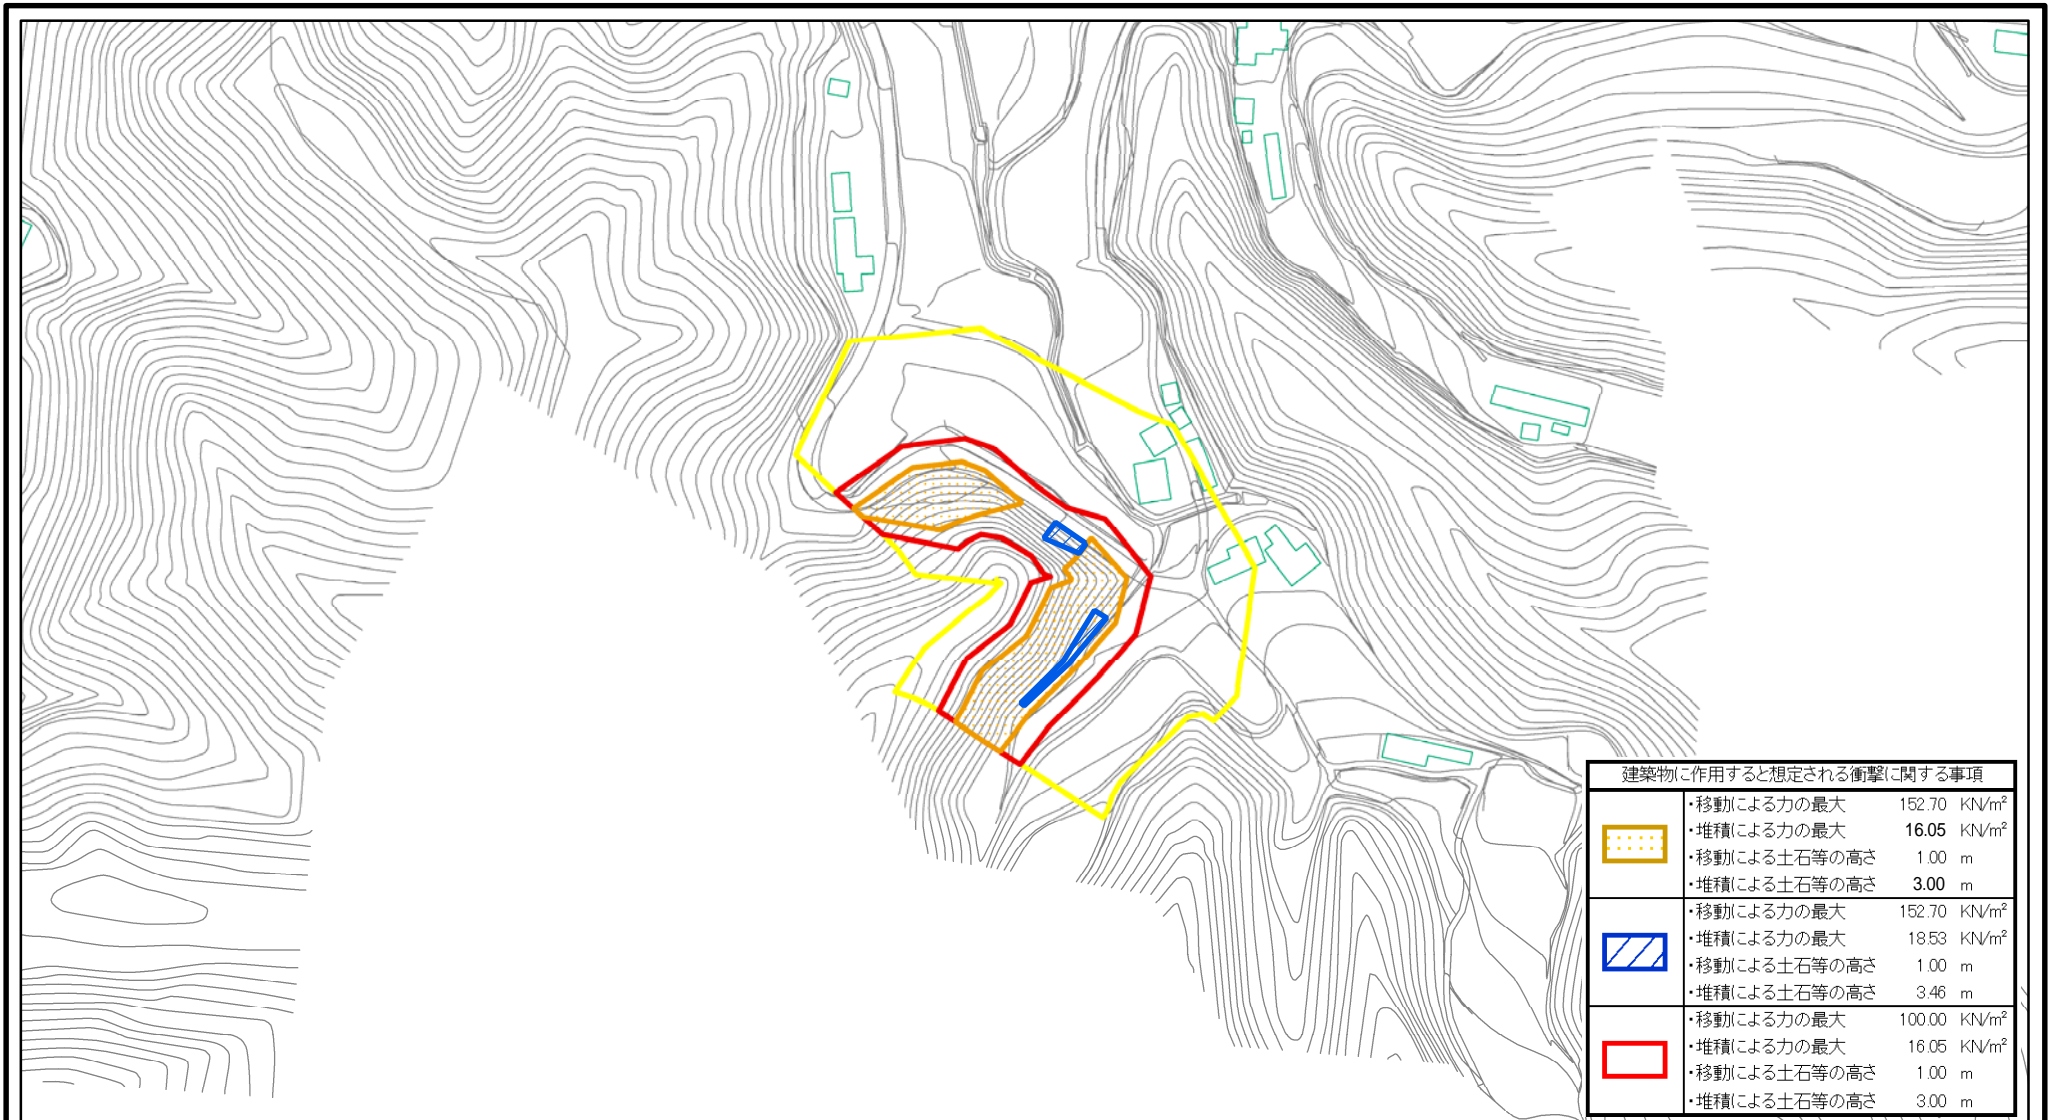 建築物に作用すると想定される衝撃に関する事項
・移動による力の最大 152.70 KN/m²
・堆積による力の最大 16.05 KN/m²
・移動による土石等の高さ 1.00 m
・堆積による土石等の高さ 3.00 m
・移動による力の最大 152.70 KN/m²
・堆積による力の最大 18.53 KN/m²
・移動による土石等の高さ 1.00 m
・堆積による土石等の高さ 3.46 m
・移動による力の最大 100.00 KN/m²
・堆積による力の最大 16.05 KN/m²
・移動による土石等の高さ 1.00 m
・堆積による土石等の高さ 3.00 m